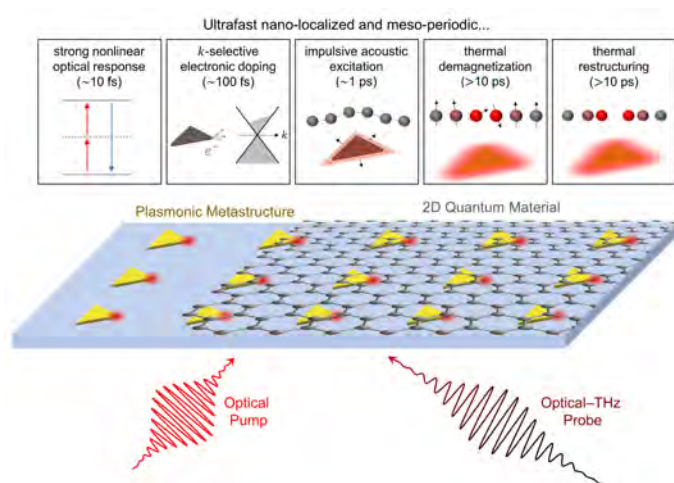 Ultrafast nano-localized and meso-periodic...
strong nonlinear
optical response
(~10 fs)
k-selective
electronic doping
(~100 fs)
e⁻
k
impulsive acoustic
excitation
(~1 ps)
thermal
demagnetization
(>10 ps)
thermal
restructuring
(>10 ps)
Plasmonic Metastructure
2D Quantum Material
Optical
Pump
Optical–THz
Probe